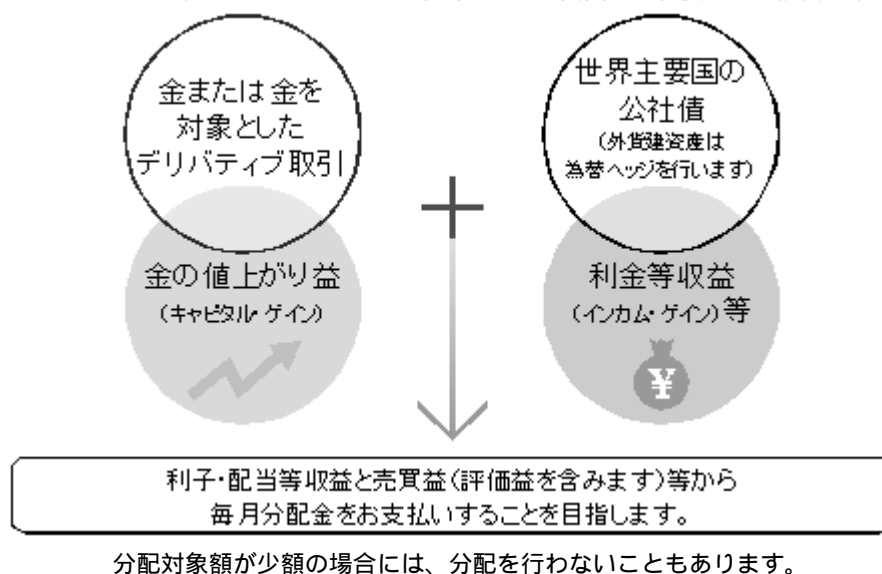 金または金を
対象とした
デリバティブ取引
世界主要国の
公社債
(外貨建資産は
為替ヘッジを行います)
+
金の値上がり益
(キャピタル・ゲイン)
利金等収益
(インカム・ゲイン)等
¥
利子・配当等収益と売買益(評価益を含みます)等から
毎月分配金をお支払いすることを目指します。
分配対象額が少額の場合には、分配を行わないこともあります。